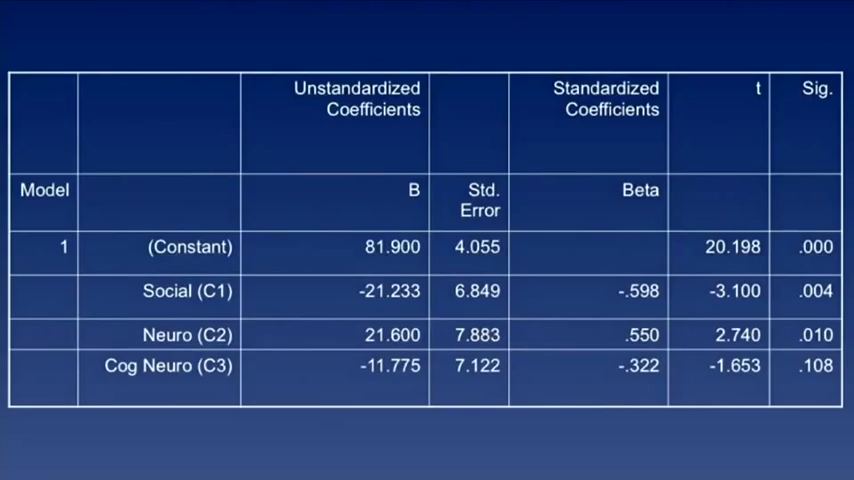 Unstandardized Coefficients Standardized Coefficients t Sig.
Model B Std. Error Beta
1 (Constant) 81.900 4.055 20.198 .000
Social (C1) -21.233 6.849 -.598 -3.100 .004
Neuro (C2) 21.600 7.883 .550 2.740 .010
Cog Neuro (C3) -11.775 7.122 -.322 -1.653 .108